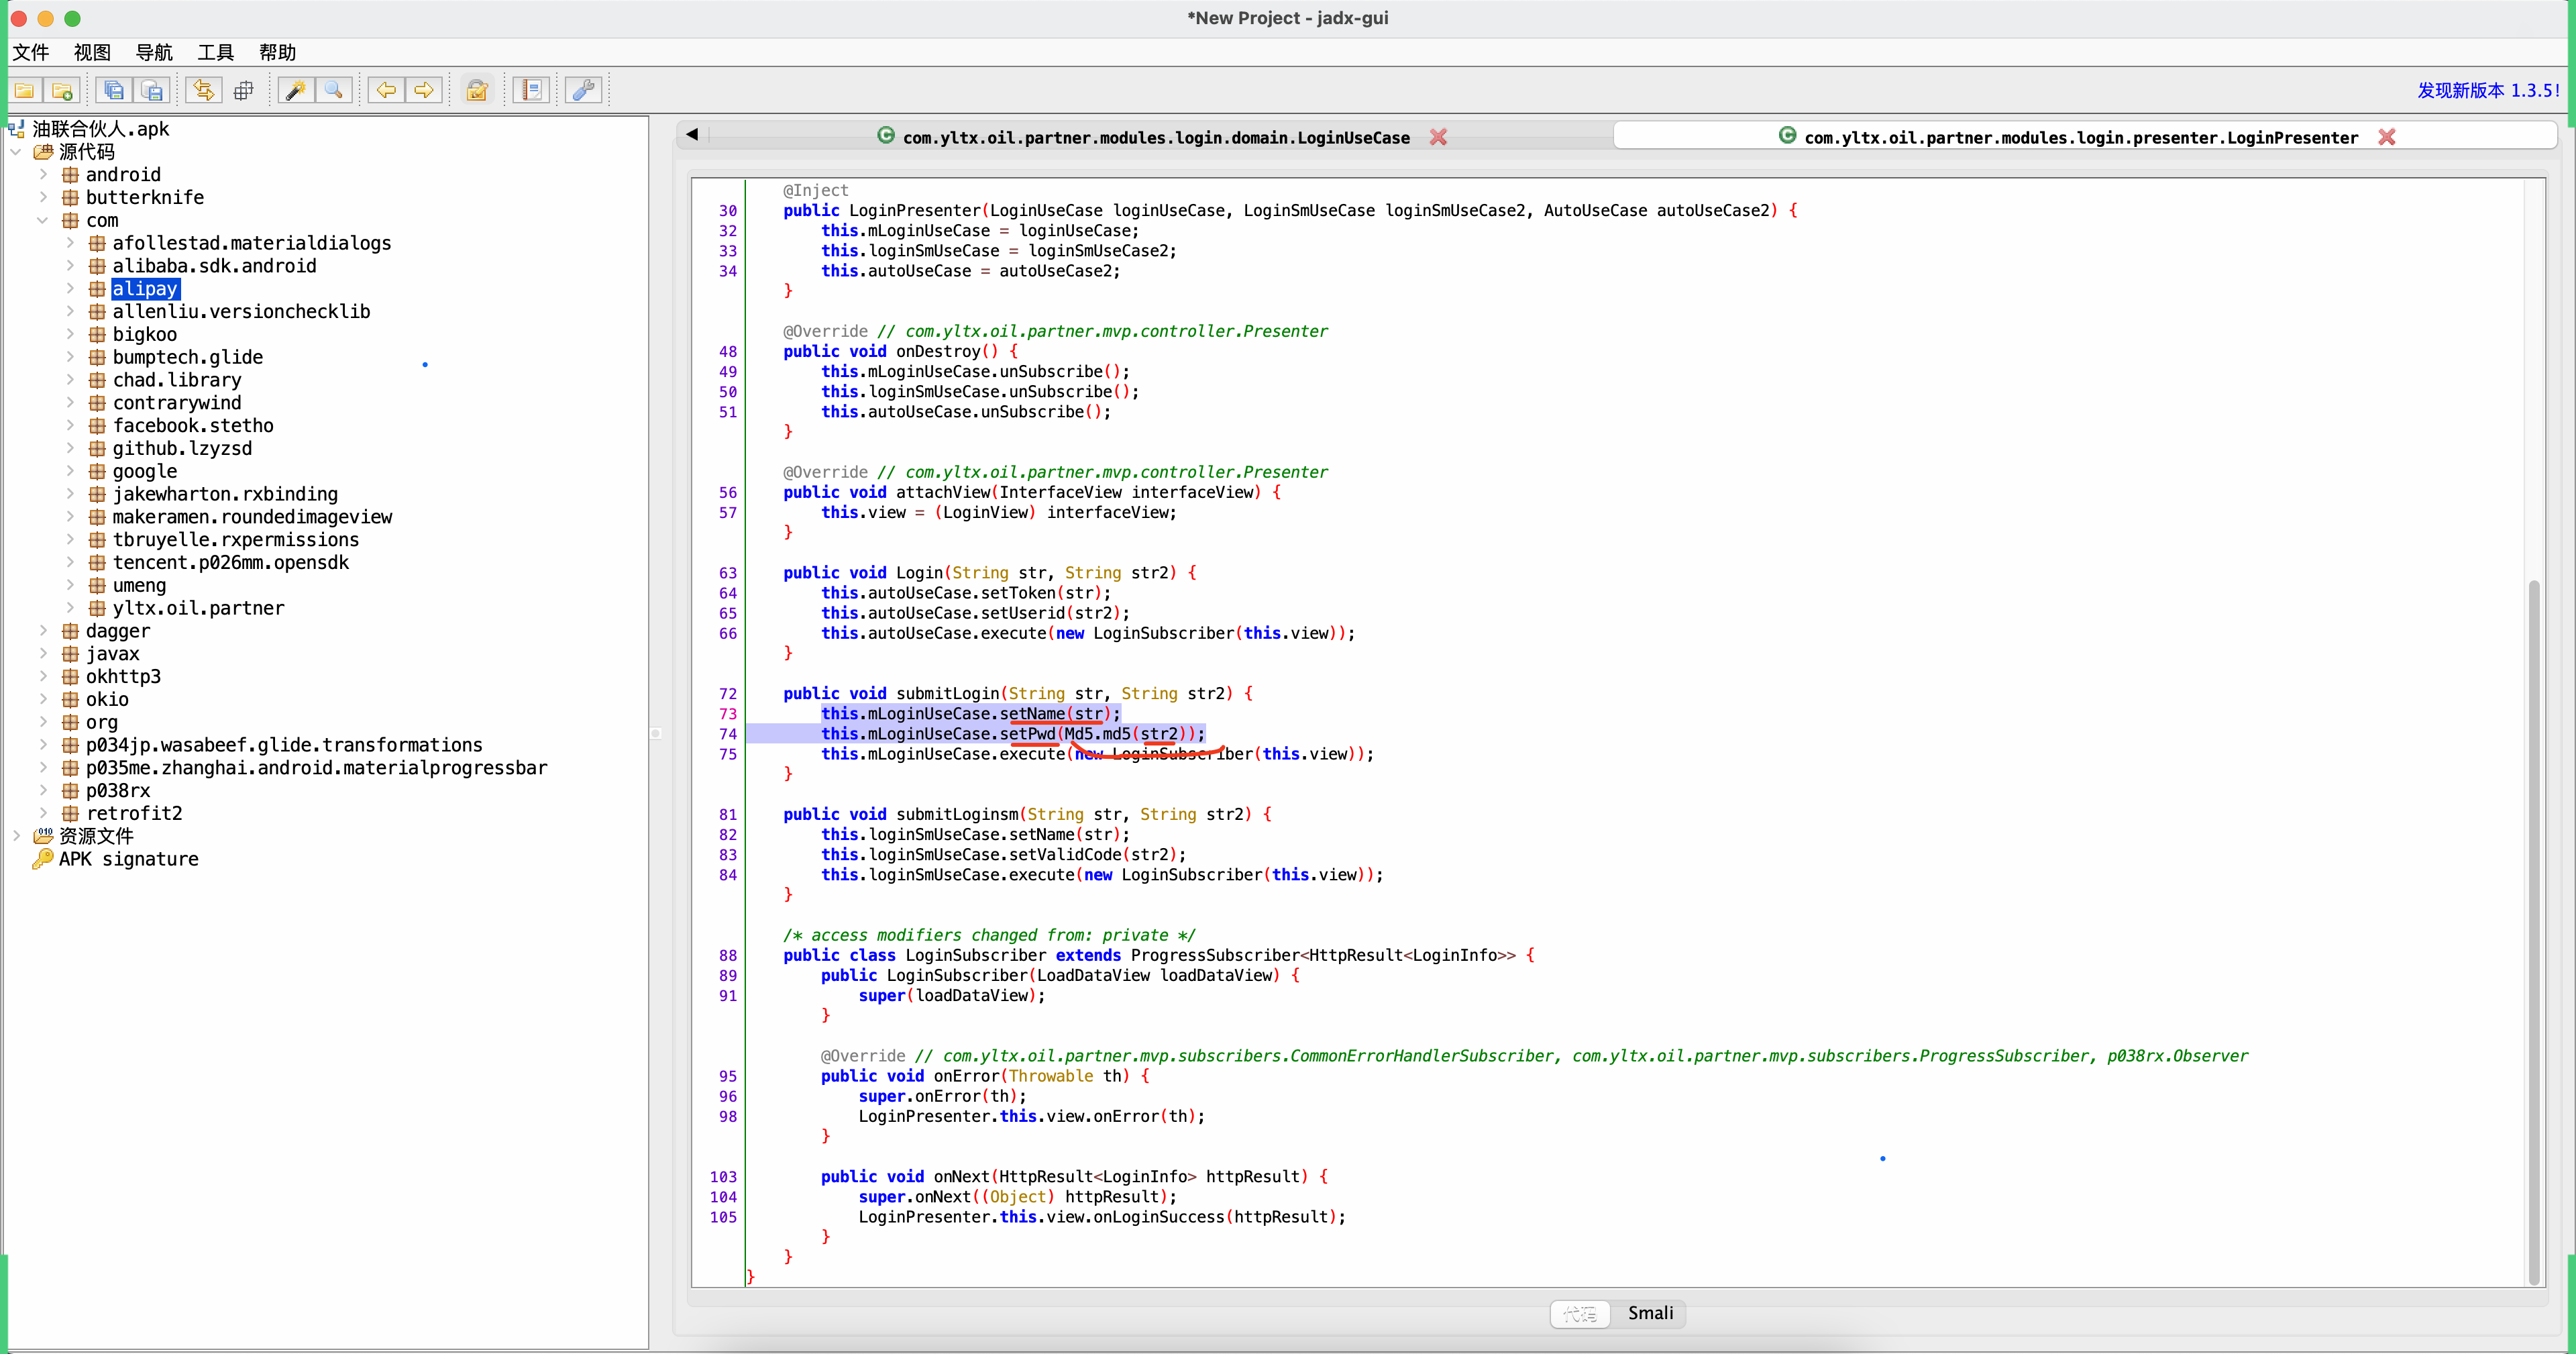 *New Project - jadx-gui
文件 视图 导航 工具 帮助
发现新版本 1.3.5!
油联合伙人.apk
源代码
android
butterknife
com
afollestad.materialdialogs
alibaba.sdk.android
alipay
allenliu.versionchecklib
bigkoo
bumptech.glide
chad.library
contrarywind
facebook.stetho
github.lzyzsd
google
jakewharton.rxbinding
makeramen.roundedimageview
tbruyelle.rxpermissions
tencent.p026mm.opensdk
umeng
yltx.oil.partner
dagger
javax
okhttp3
okio
org
p034jp.wasabeef.glide.transformations
p035me.zhanghai.android.materialprogressbar
p038rx
retrofit2
资源文件
APK signature
com.yltx.oil.partner.modules.login.domain.LoginUseCase
com.yltx.oil.partner.modules.login.presenter.LoginPresenter
@Inject
30 public LoginPresenter(LoginUseCase loginUseCase, LoginSmUseCase loginSmUseCase2, AutoUseCase autoUseCase2) {
32 this.mLoginUseCase = loginUseCase;
33 this.loginSmUseCase = loginSmUseCase2;
34 this.autoUseCase = autoUseCase2;
}
@Override // com.yltx.oil.partner.mvp.controller.Presenter
48 public void onDestroy() {
49 this.mLoginUseCase.unSubscribe();
50 this.loginSmUseCase.unSubscribe();
51 this.autoUseCase.unSubscribe();
}
@Override // com.yltx.oil.partner.mvp.controller.Presenter
56 public void attachView(InterfaceView interfaceView) {
57 this.view = (LoginView) interfaceView;
}
63 public void Login(String str, String str2) {
64 this.autoUseCase.setToken(str);
65 this.autoUseCase.setUserid(str2);
66 this.autoUseCase.execute(new LoginSubscriber(this.view));
}
72 public void submitLogin(String str, String str2) {
73 this.mLoginUseCase.setName(str);
74 this.mLoginUseCase.setPwd(Md5.md5(str2));
75 this.mLoginUseCase.execute(new LoginSubscriber(this.view));
}
81 public void submitLoginsm(String str, String str2) {
82 this.loginSmUseCase.setName(str);
83 this.loginSmUseCase.setValidCode(str2);
84 this.loginSmUseCase.execute(new LoginSubscriber(this.view));
}
/* access modifiers changed from: private */
88 public class LoginSubscriber extends ProgressSubscriber<HttpResult<LoginInfo>> {
89 public LoginSubscriber(LoadDataView loadDataView) {
91 super(loadDataView);
}
@Override // com.yltx.oil.partner.mvp.subscribers.CommonErrorHandlerSubscriber, com.yltx.oil.partner.mvp.subscribers.ProgressSubscriber, p038rx.Observer
95 public void onError(Throwable th) {
96 super.onError(th);
98 LoginPresenter.this.view.onError(th);
}
103 public void onNext(HttpResult<LoginInfo> httpResult) {
104 super.onNext((Object) httpResult);
105 LoginPresenter.this.view.onLoginSuccess(httpResult);
}
}
}
代码 Smali